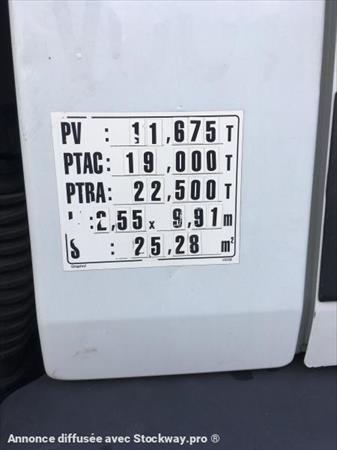 PV : 11,675 T
PTAC: 19,000 T
PTRA: 22,500 T
: 2,55 x 9,91 m
S : 25,28 m²
Annonce diffusée avec Stockway.pro ®